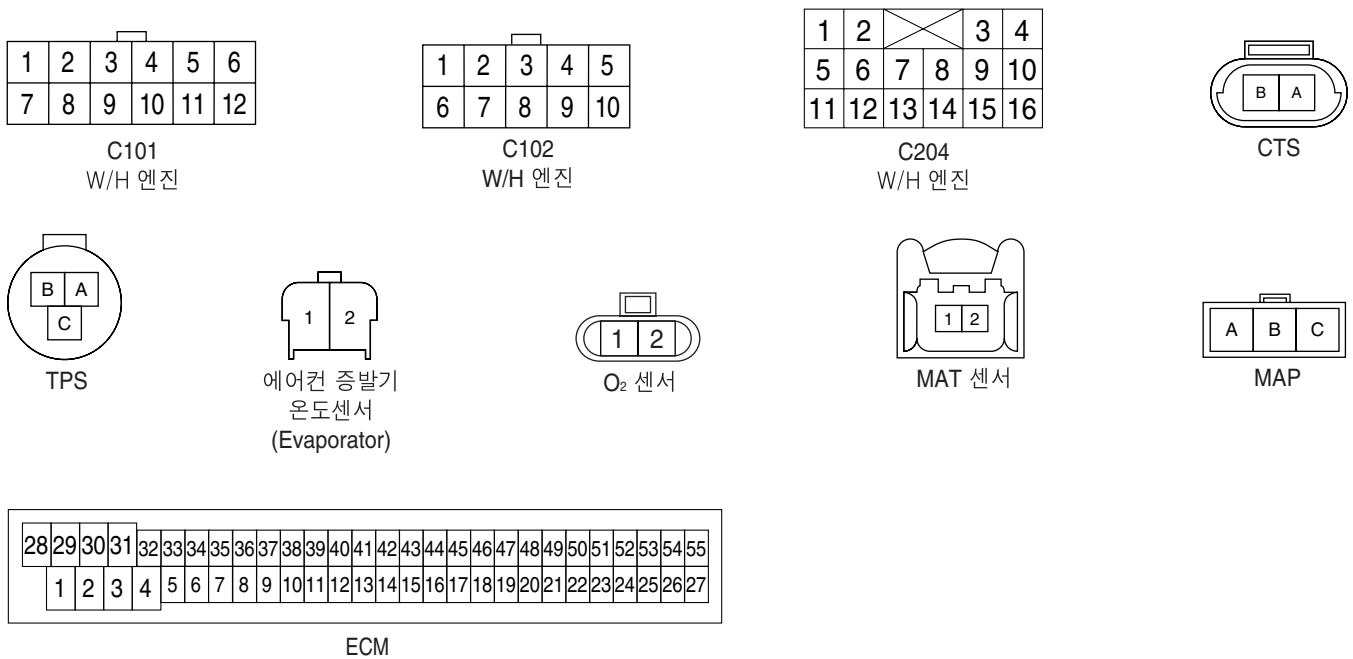 1 2 3 4 5 6
7 8 9 10 11 12
C101
W/H 엔진
1 2 3 4 5
6 7 8 9 10
C102
W/H 엔진
1 2 3 4
5 6 7 8 9 10
11 12 13 14 15 16
C204
W/H 엔진
B A
CTS
B A
C
TPS
1 2
에어컨 증발기
온도센서
(Evaporator)
1 2
O₂ 센서
1 2
MAT 센서
A B C
MAP
28 29 30 31 32 33 34 35 36 37 38 39 40 41 42 43 44 45 46 47 48 49 50 51 52 53 54 55
1 2 3 4 5 6 7 8 9 10 11 12 13 14 15 16 17 18 19 20 21 22 23 24 25 26 27
ECM